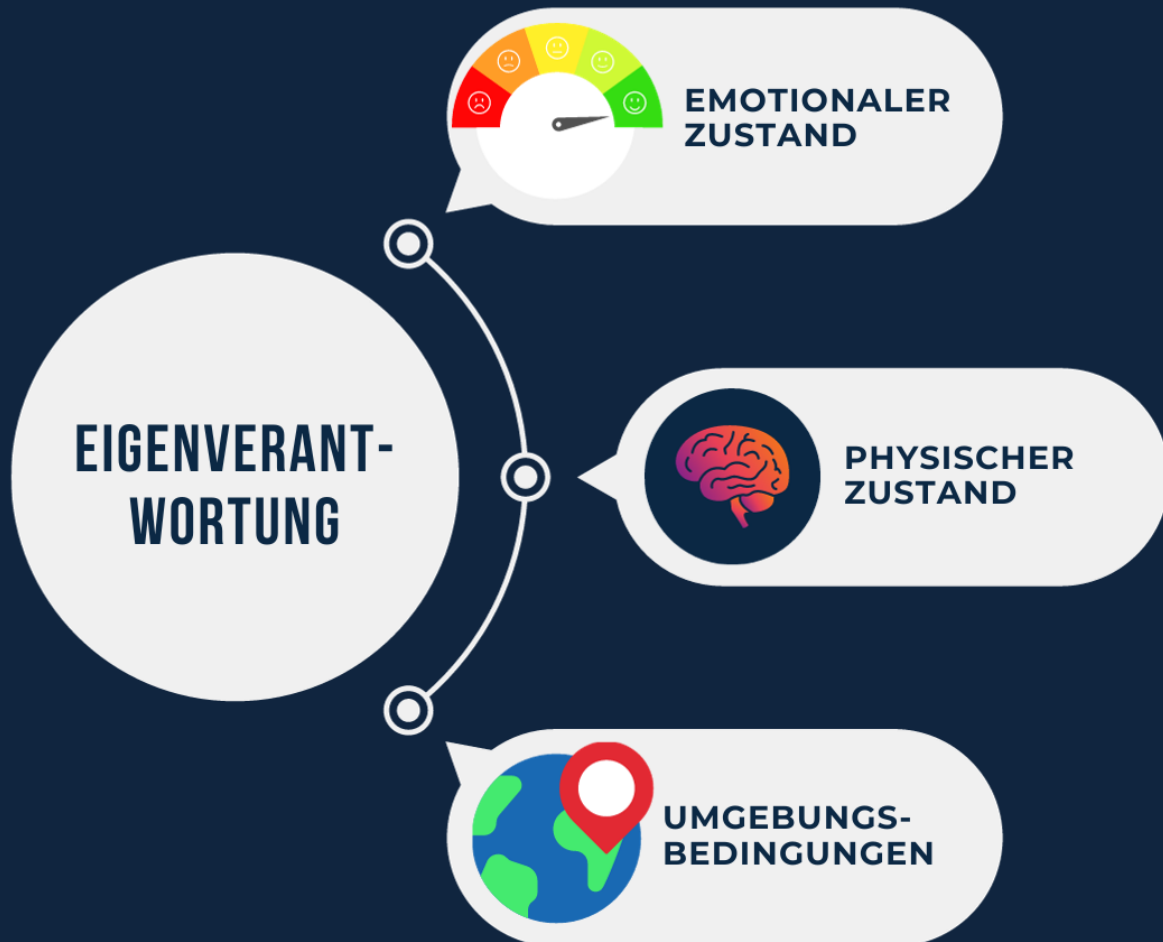 EMOTIONALER
ZUSTAND
EIGENVERANT-
WORTUNG
PHYSISCHER
ZUSTAND
UMGEBUNGS-
BEDINGUNGEN